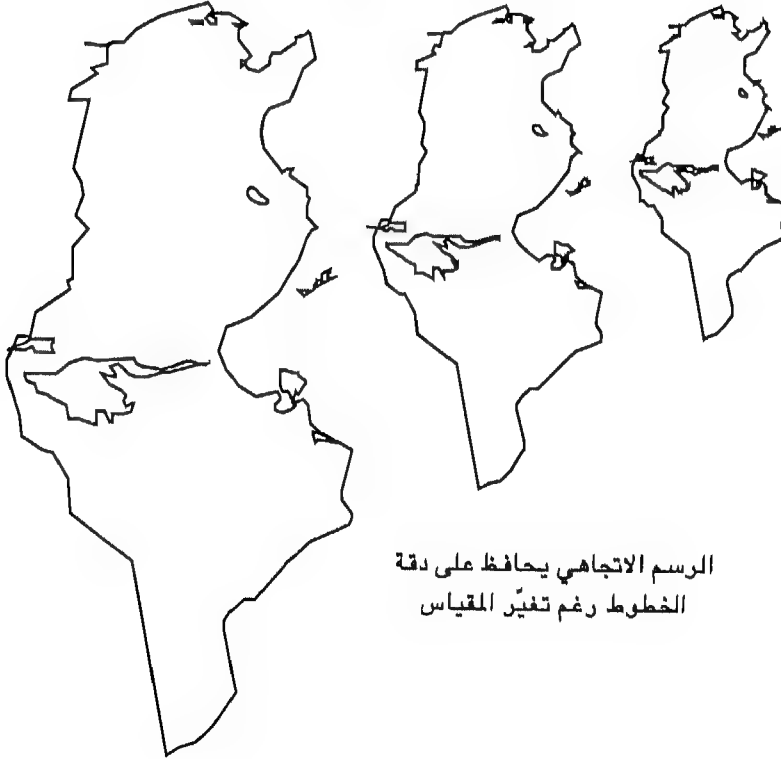 الرسم الاتجاهي يحافظ على دقة
الخطوط رغم تغيّر المقياس